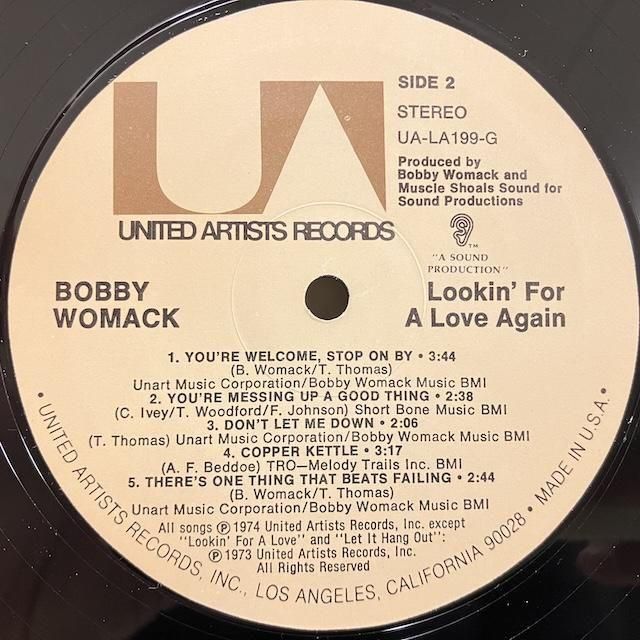 UA
UNITED ARTISTS RECORDS
SIDE 2
STEREO
UA-LA199-G
Produced by
Bobby Womack and
Muscle Shoals Sound for
Sound Productions
TM
"A SOUND
PRODUCTION"
BOBBY
WOMACK
Lookin' For
A Love Again
1. YOU'RE WELCOME, STOP ON BY • 3:44
(B. Womack/T. Thomas)
Unart Music Corporation/Bobby Womack Music BMI
2. YOU'RE MESSING UP A GOOD THING • 2:38
(C. Ivey/T. Woodford/F. Johnson) Short Bone Music BMI
3. DON'T LET ME DOWN • 2:06
(T. Thomas) Unart Music Corporation/Bobby Womack Music BMI
4. COPPER KETTLE • 3:17
(A. F. Beddoe) TRO—Melody Trails Inc. BMI
5. THERE'S ONE THING THAT BEATS FAILING • 2:44
(B. Womack/T. Thomas)
Unart Music Corporation/Bobby Womack Music BMI
All songs ℗ 1974 United Artists Records, Inc. except
"Lookin' For A Love" and "Let It Hang Out":
℗ 1973 United Artists Records, Inc.
All Rights Reserved
• UNITED ARTISTS RECORDS, INC., LOS ANGELES, CALIFORNIA 90028 • MADE IN U.S.A. •